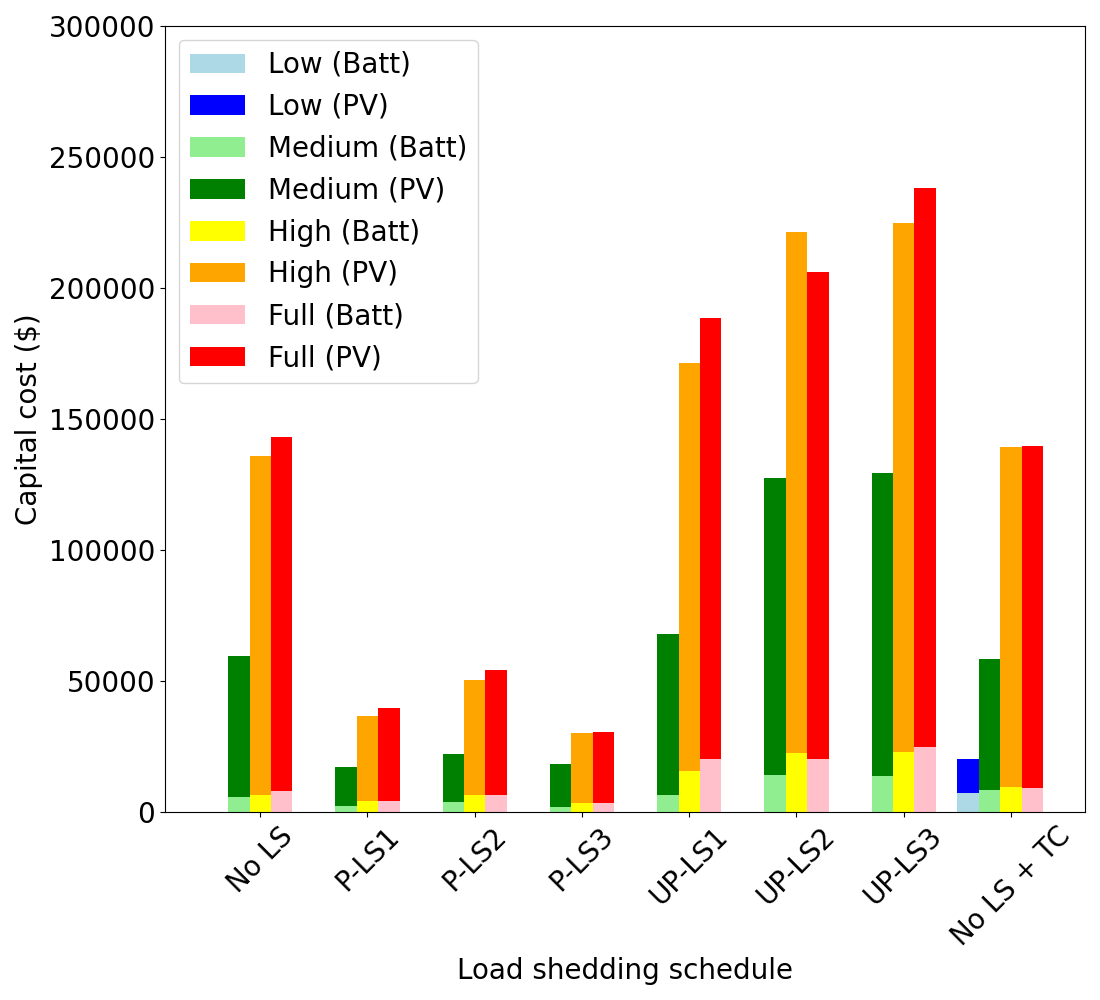 300000
250000
200000
150000
100000
50000
0
Capital cost ($)
Low (Batt)
Low (PV)
Medium (Batt)
Medium (PV)
High (Batt)
High (PV)
Full (Batt)
Full (PV)
No LS
P-LS1
P-LS2
P-LS3
UP-LS1
UP-LS2
UP-LS3
No LS + TC
Load shedding schedule